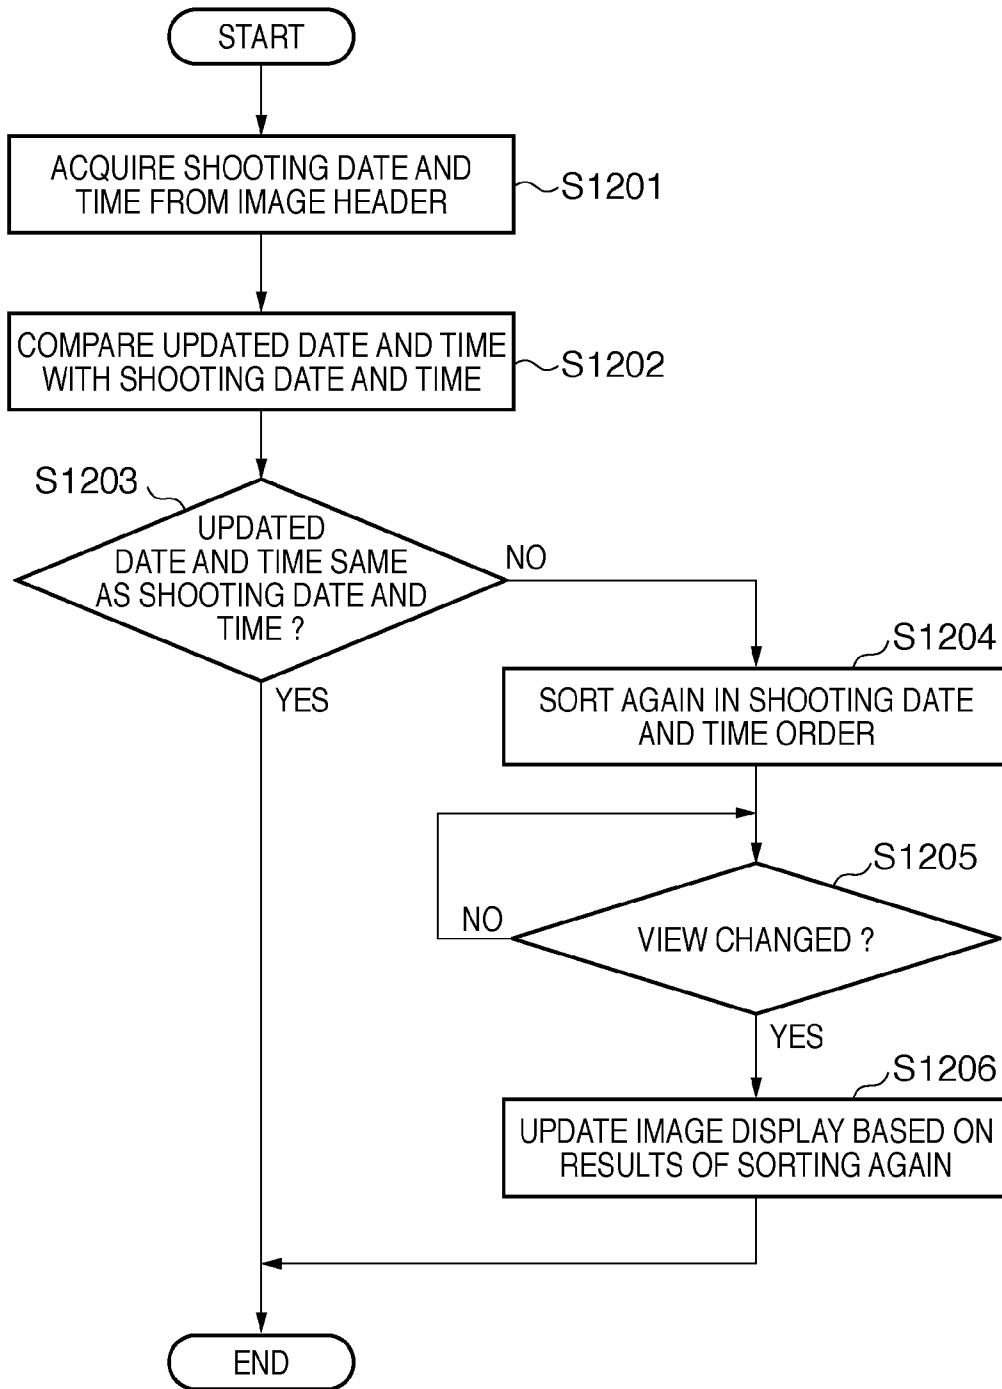 START
ACQUIRE SHOOTING DATE AND
TIME FROM IMAGE HEADER
S1201
COMPARE UPDATED DATE AND TIME
WITH SHOOTING DATE AND TIME
S1202
S1203
UPDATED
DATE AND TIME SAME
AS SHOOTING DATE AND
TIME ?
NO
YES
S1204
SORT AGAIN IN SHOOTING DATE
AND TIME ORDER
S1205
NO
VIEW CHANGED ?
YES
S1206
UPDATE IMAGE DISPLAY BASED ON
RESULTS OF SORTING AGAIN
END